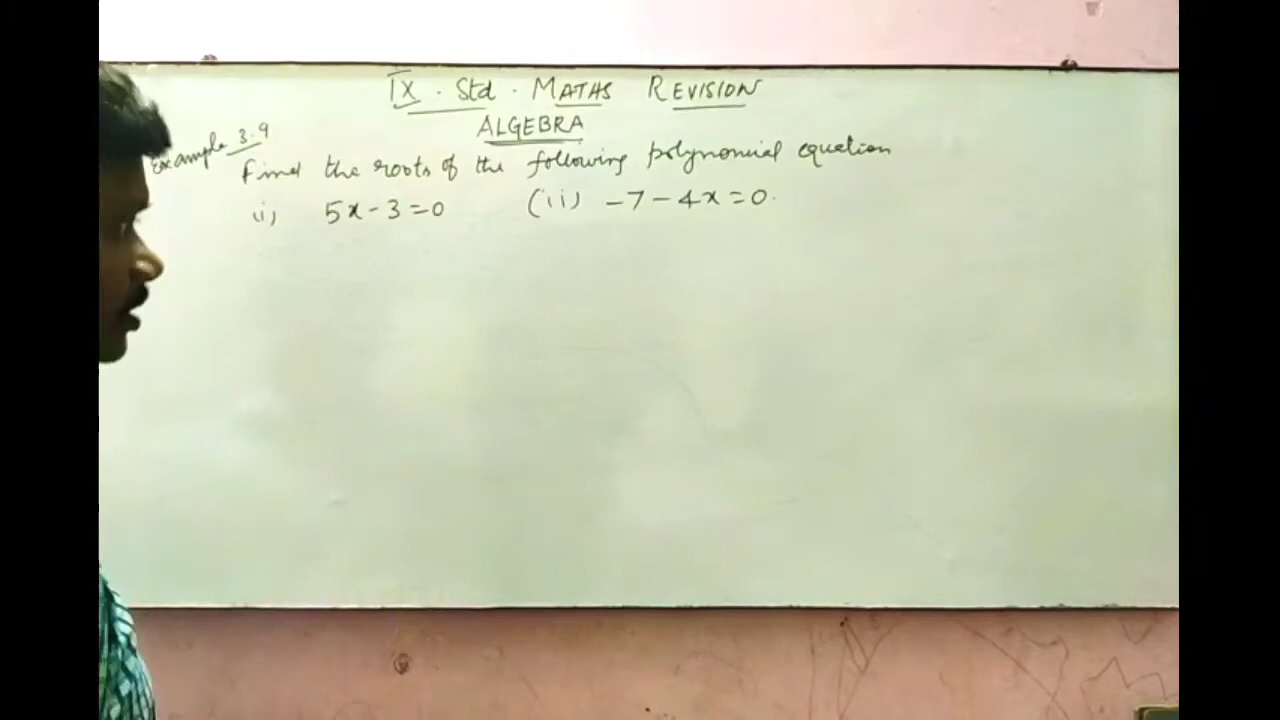 IX . Std . MATHS REVISION
ALGEBRA
Example 3.9
Find the roots of the following polynomial equation
(i) 5x - 3 = 0 (ii) -7 - 4x = 0.